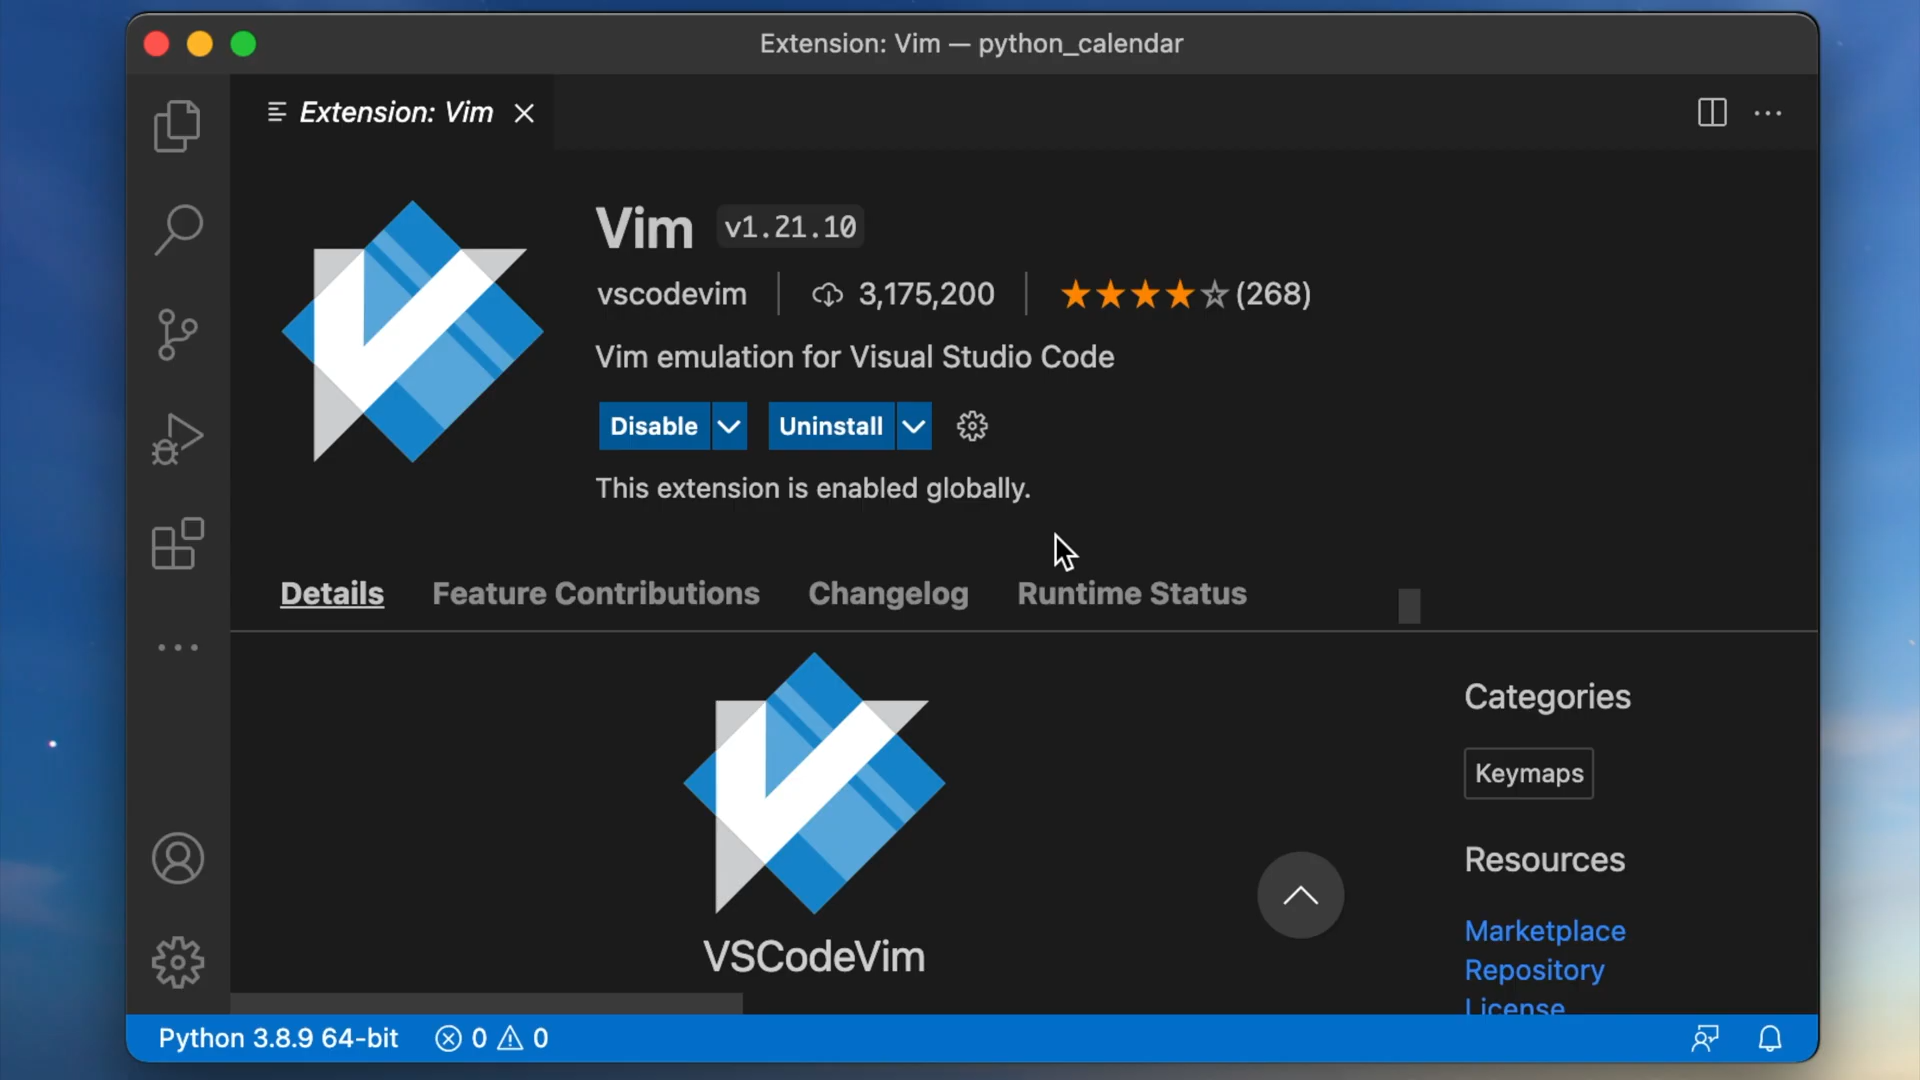 Extension: Vim — python_calendar
Extension: Vim
Vim v1.21.10
vscodevim 3,175,200 (268)
Vim emulation for Visual Studio Code
Disable Uninstall
This extension is enabled globally.
Details Feature Contributions Changelog Runtime Status
Categories
Keymaps
Resources
Marketplace
Repository
License
VSCodeVim
Python 3.8.9 64-bit 0 0